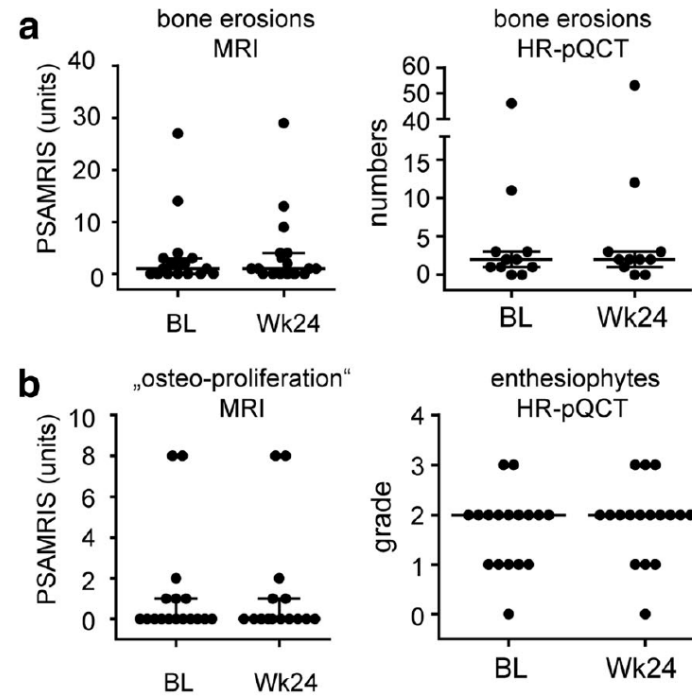 a
bone erosions
MRI
PSAMRIS (units)
40
30
20
10
0
BL Wk24
bone erosions
HR-pQCT
numbers
60
50
40
15
10
5
0
BL Wk24
b
„osteo-proliferation“
MRI
PSAMRIS (units)
10
8
6
4
2
0
BL Wk24
enthesiophytes
HR-pQCT
grade
4
3
2
1
0
BL Wk24